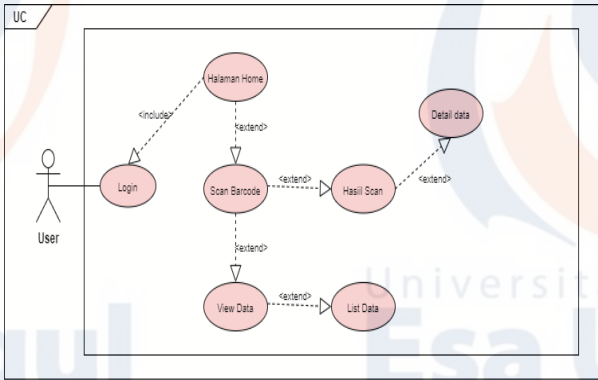 UC
Halaman Home
<include>
<extend>
Detail data
Login
Scan Barcode
<extend>
Hasiil Scan
<extend>
User
<extend>
View Data
<extend>
List Data
Universit
Esa U